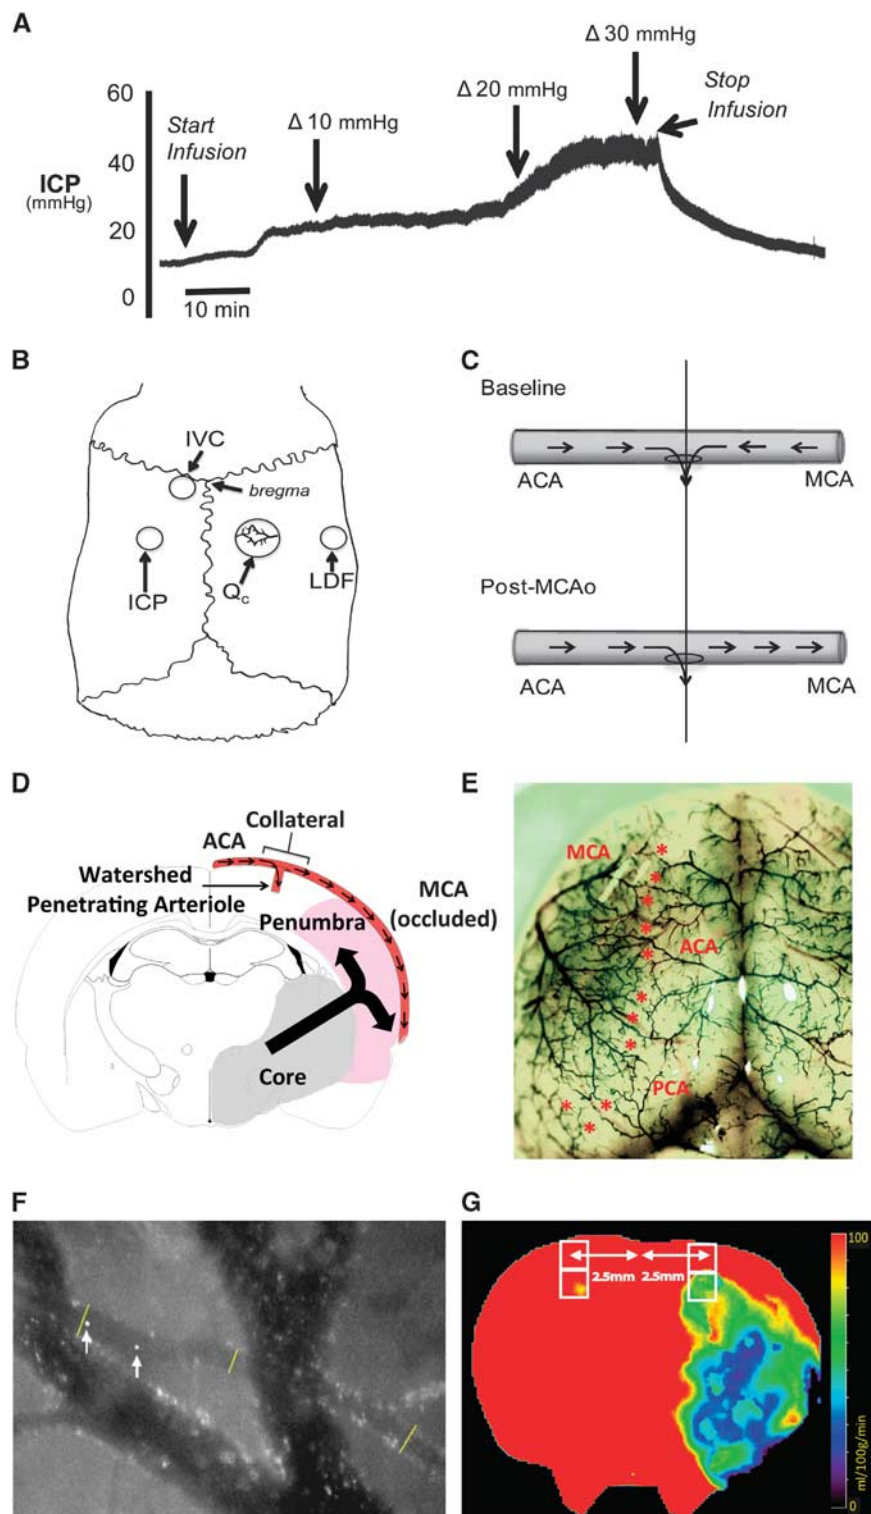 A
60
40
20
0
ICP
(mmHg)
Start
Infusion
Δ 10 mmHg
Δ 20 mmHg
Δ 30 mmHg
Stop
Infusion
10 min
B
IVC
bregma
ICP
Qc
LDF
C
Baseline
ACA
MCA
Post-MCAo
ACA
MCA
D
Collateral
ACA
Watershed
Penetrating Arteriole
MCA
(occluded)
Penumbra
Core
E
MCA
ACA
PCA
* * * * * * * * * * *
F
G
2.5mm 2.5mm
100
ml/100g/min
0